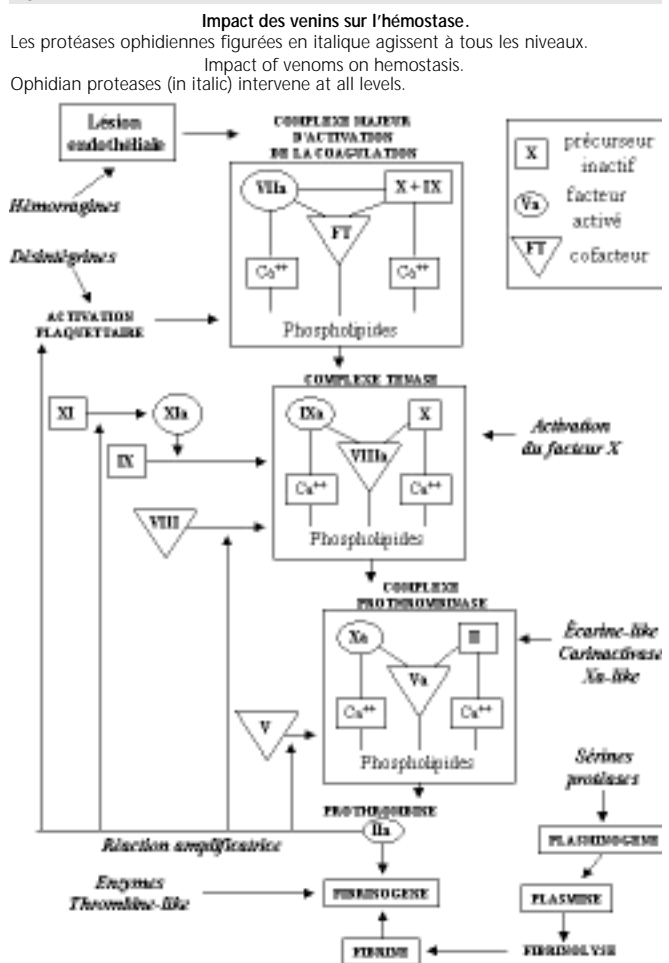 Impact des venins sur l'hémostase.
Les protéases ophidiennes figurées en italique agissent à tous les niveaux.
Impact of venoms on hemostasis.
Ophidian proteases (in italic) intervene at all levels.
Lésion
endothéliale
COMPLEXE MAJEUR
D'ACTIVATION
DE LA COAGULATION
X
précurseur
inactif
Va
facteur
activé
FT
cofacteur
VIIa
X + IX
FT
Ca++
Ca++
Phospholipides
Hémorragines
Désintégrines
ACTIVATION
PLAQUETTAIRE
COMPLEXE TENASE
XI
XIa
IX
VIII
IXa
X
VIIIa
Ca++
Ca++
Phospholipides
Activation
du facteur X
COMPLEXE
PROTHROMBINASE
Xa
II
Va
Ca++
Ca++
Phospholipides
V
Écarine-like
Carinactivase
Xa-like
Sérines
protéases
PROTHROMBINE
IIa
Réaction amplificatrice
Enzymes
Thrombine-like
FIBRINOGENE
FIBRINE
PLASMINOGENE
PLASMINE
FIBRINOLYSE